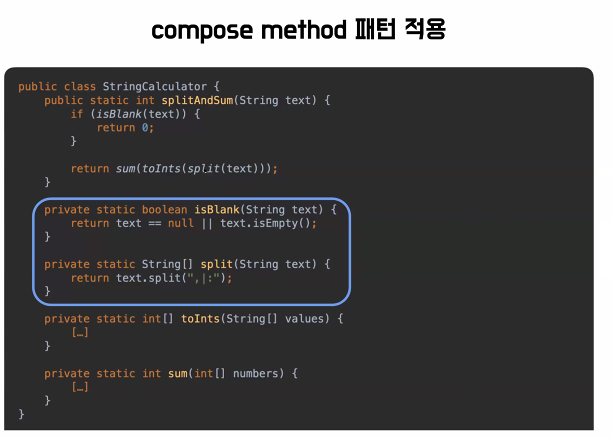 compose method 패턴 적용
public class StringCalculator {
public static int splitAndSum(String text) {
if (isBlank(text)) {
return 0;
}
return sum(toInts(split(text)));
}
private static boolean isBlank(String text) {
return text == null || text.isEmpty();
}
private static String[] split(String text) {
return text.split(",|:");
}
private static int[] toInts(String[] values) {
[…]
}
private static int sum(int[] numbers) {
[…]
}
}